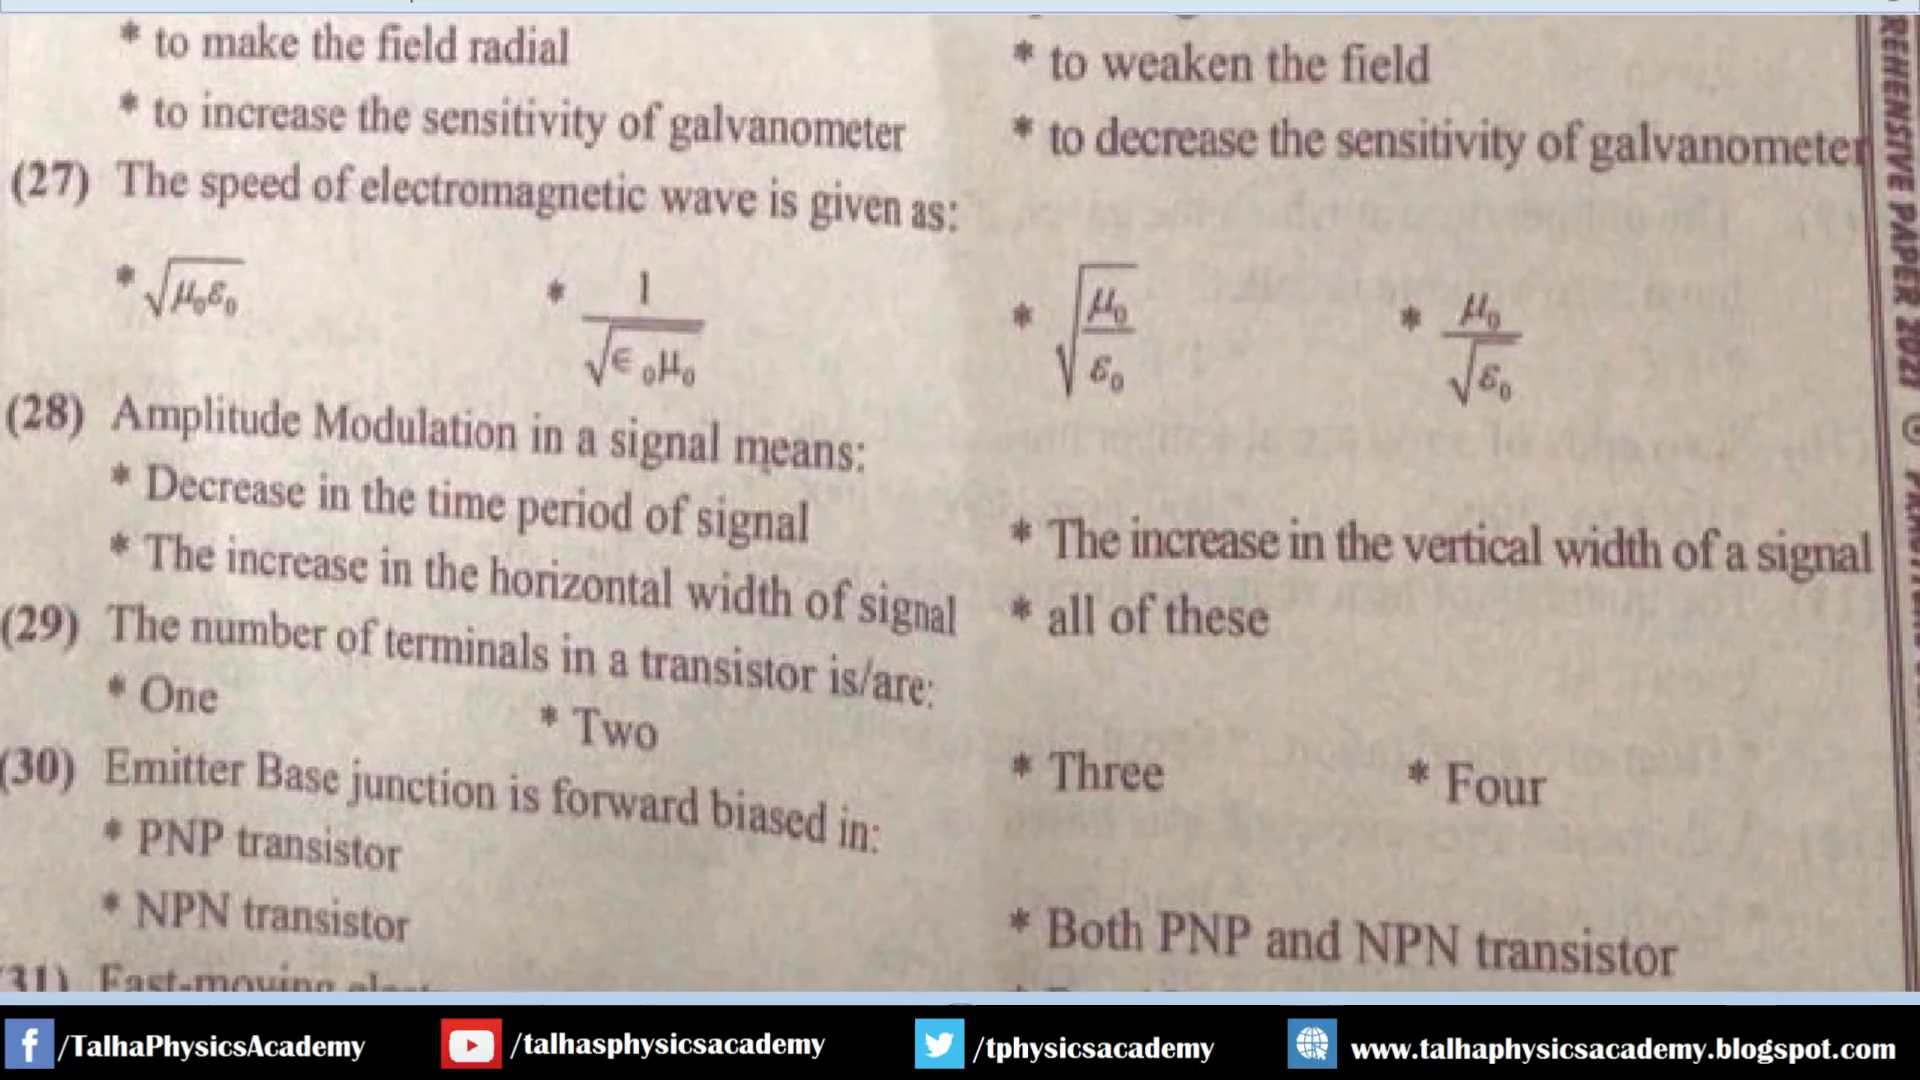 * to make the field radial * to weaken the field
* to increase the sensitivity of galvanometer * to decrease the sensitivity of galvanometer
(27) The speed of electromagnetic wave is given as:
* √μ₀ε₀ * 1/√∈₀μ₀ * √μ₀/ε₀ * μ₀/√ε₀
(28) Amplitude Modulation in a signal means:
* Decrease in the time period of signal * The increase in the vertical width of a signal
* The increase in the horizontal width of signal * all of these
(29) The number of terminals in a transistor is/are:
* One * Two * Three * Four
(30) Emitter Base junction is forward biased in:
* PNP transistor * Both PNP and NPN transistor
* NPN transistor
(31) Fast-moving
REHENSIVE PAPER 2021
/TalhaPhysicsAcademy /talhasphysicsacademy /tphysicsacademy www.talhaphysicsacademy.blogspot.com